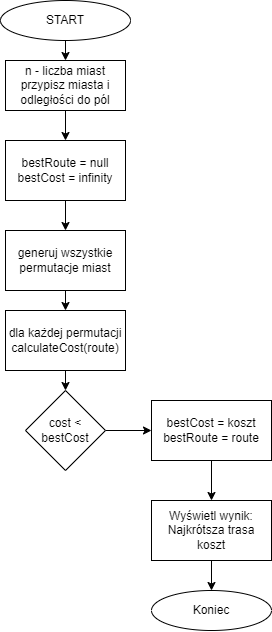 START
n - liczba miast
przypisz miasta i
odległości do pól
bestRoute = null
bestCost = infinity
generuj wszystkie
permutacje miast
dla każdej permutacji
calculateCost(route)
cost <
bestCost
bestCost = koszt
bestRoute = route
Wyświetl wynik:
Najkrótsza trasa
koszt
Koniec